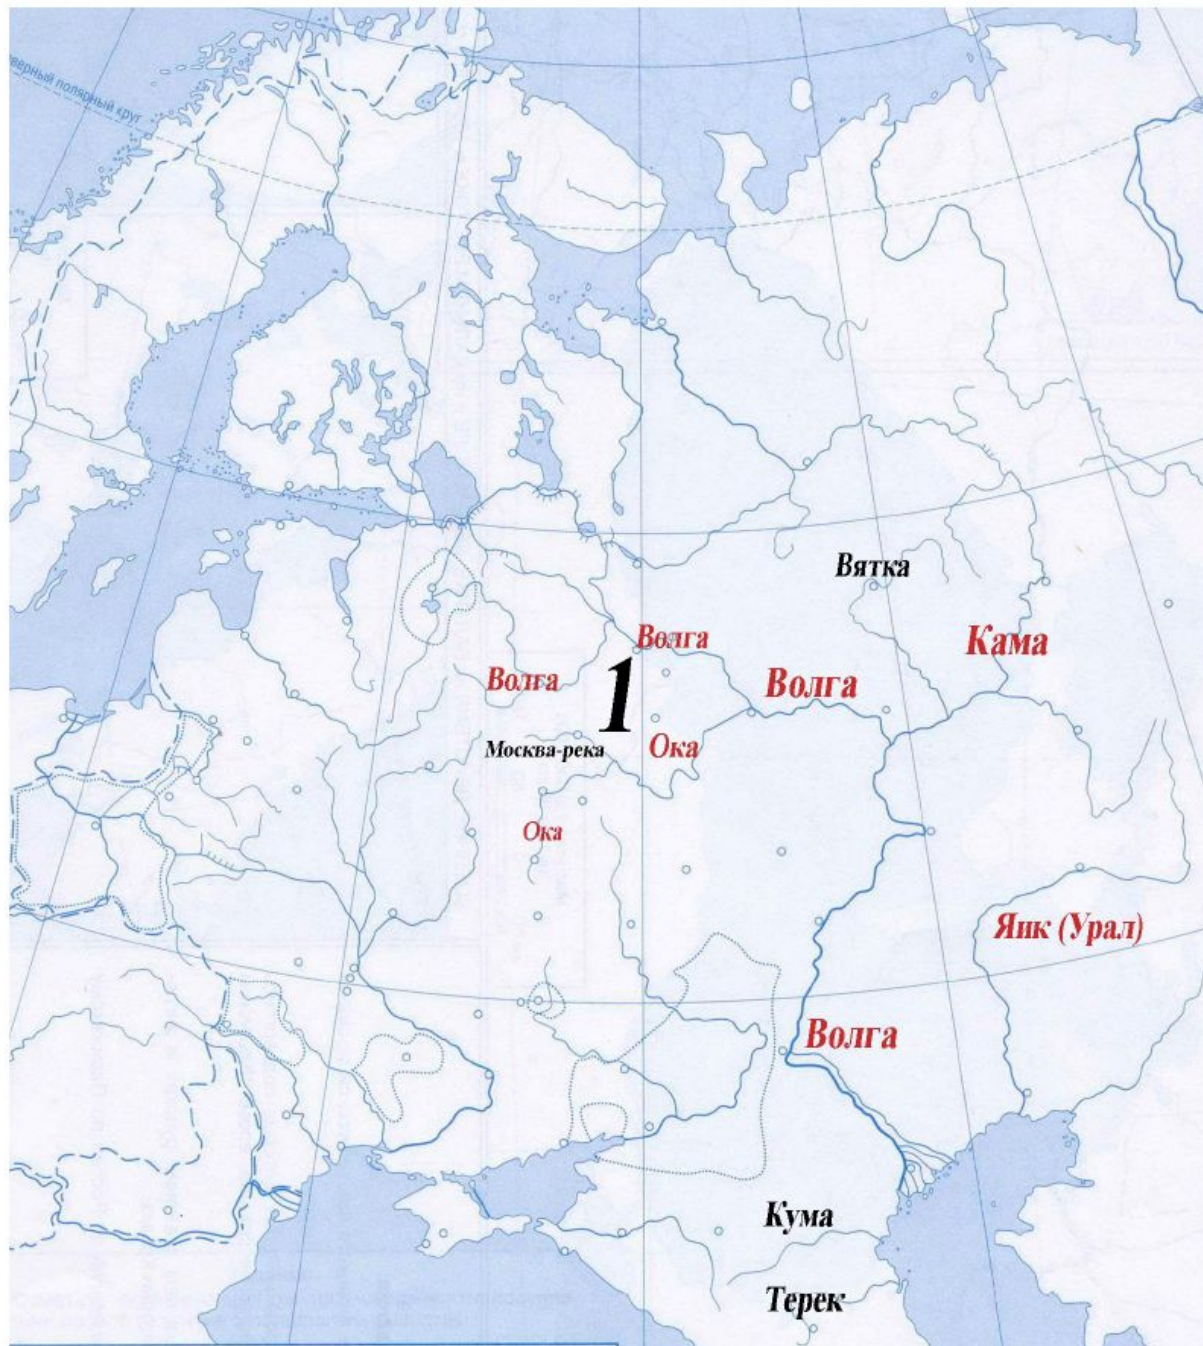 верный полярный круг
Вятка
Волга
Кама
Волга
Волга
1
Москва-река
Ока
Ока
Яик (Урал)
Волга
Кума
Терек